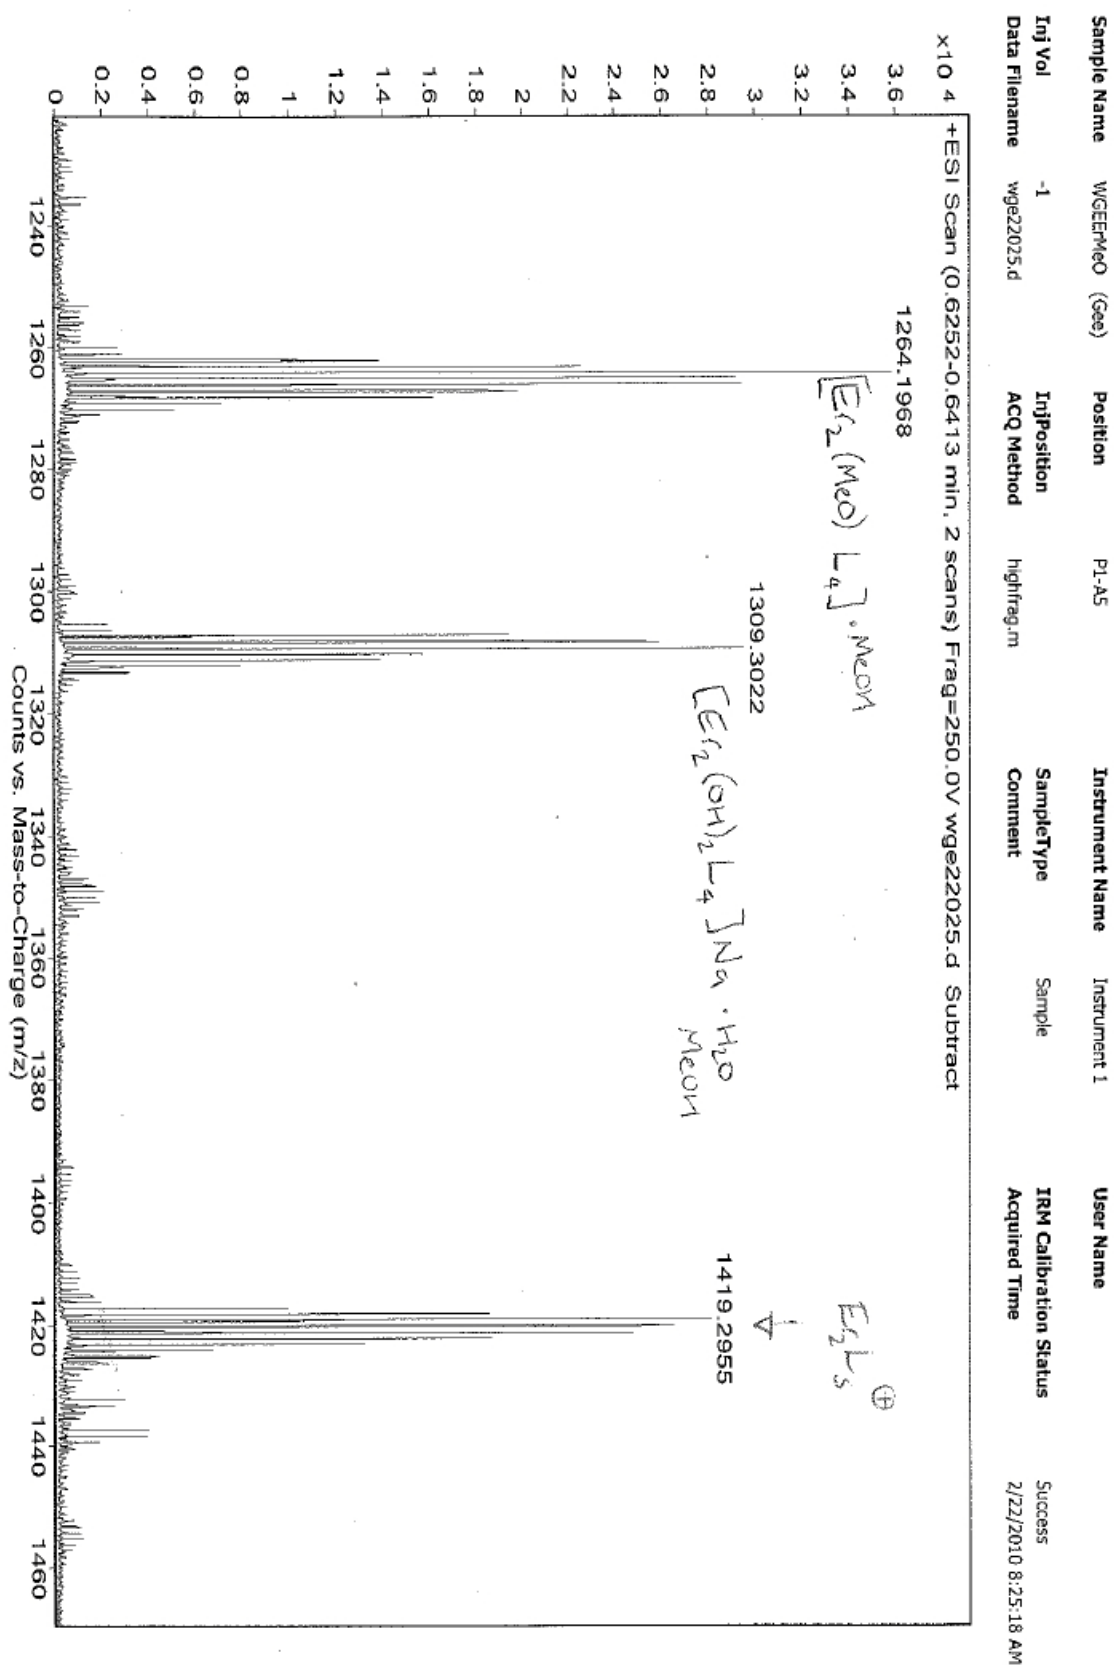 Sample Name WGEErMeO (Gee) Position P1-A5 Instrument Name Instrument 1 User Name
Inj Vol -1 InjPosition SampleType Sample IRM Calibration Status Success
Data Filename wge22025.d ACQ Method highfrag.m Comment Acquired Time 2/22/2010 8:25:18 AM
x10 4 +ESI Scan (0.6252-0.6413 min, 2 scans) Frag=250.0V wge22025.d Subtract
3.6
3.4
3.2
3
2.8
2.6
2.4
2.2
2
1.8
1.6
1.4
1.2
1
0.8
0.6
0.4
0.2
0
1264.1968
[Er2(MeO) L4]·MeOH
1309.3022
[Er2(OH)2L4]Na·H2O
MeOH
1419.2955
Er2L5 ⊕
1240 1260 1280 1300 1320 1340 1360 1380 1400 1420 1440 1460
Counts vs. Mass-to-Charge (m/z)